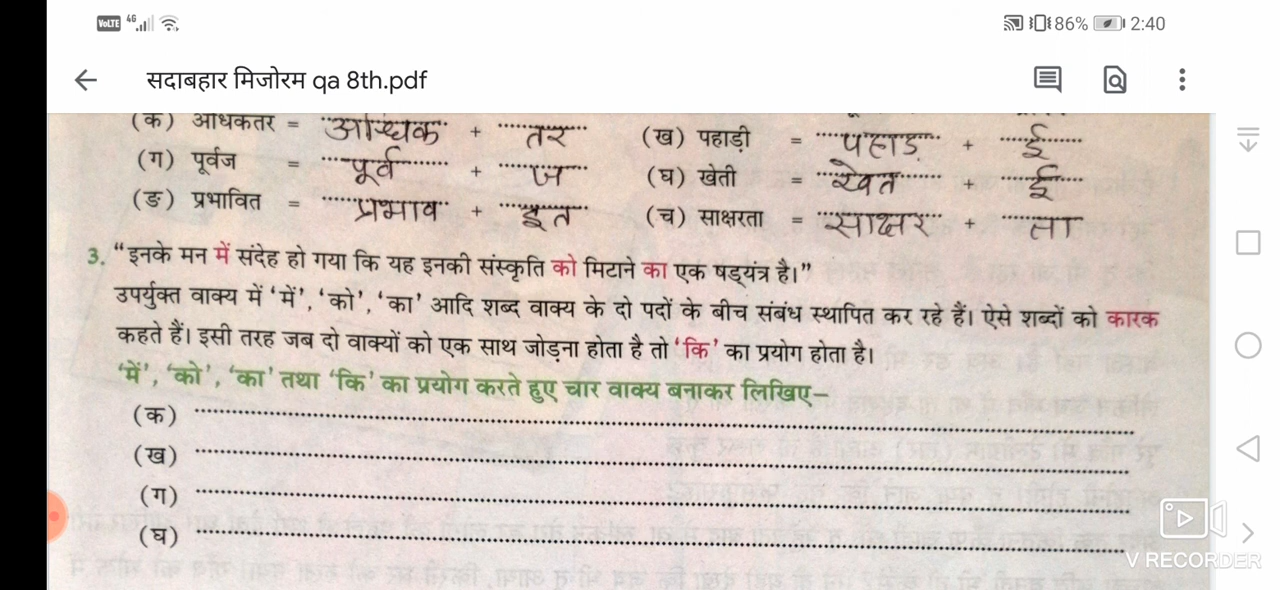 VoLTE 4G 86% 2:40
सदाबहार मिजोरम qa 8th.pdf
(क) अधिकतर = अधिक + तर (ख) पहाड़ी = पहाड़ + ई
(ग) पूर्वज = पूर्व + ज (घ) खेती = खेत + ई
(ङ) प्रभावित = प्रभाव + इत (च) साक्षरता = साक्षर + ता
3. “इनके मन में संदेह हो गया कि यह इनकी संस्कृति को मिटाने का एक षड्यंत्र है।”
उपर्युक्त वाक्य में ‘में’, ‘को’, ‘का’ आदि शब्द वाक्य के दो पदों के बीच संबंध स्थापित कर रहे हैं। ऐसे शब्दों को कारक
कहते हैं। इसी तरह जब दो वाक्यों को एक साथ जोड़ना होता है तो ‘कि’ का प्रयोग होता है।
‘में’, ‘को’, ‘का’ तथा ‘कि’ का प्रयोग करते हुए चार वाक्य बनाकर लिखिए–
(क)
(ख)
(ग)
(घ)
V RECORDER